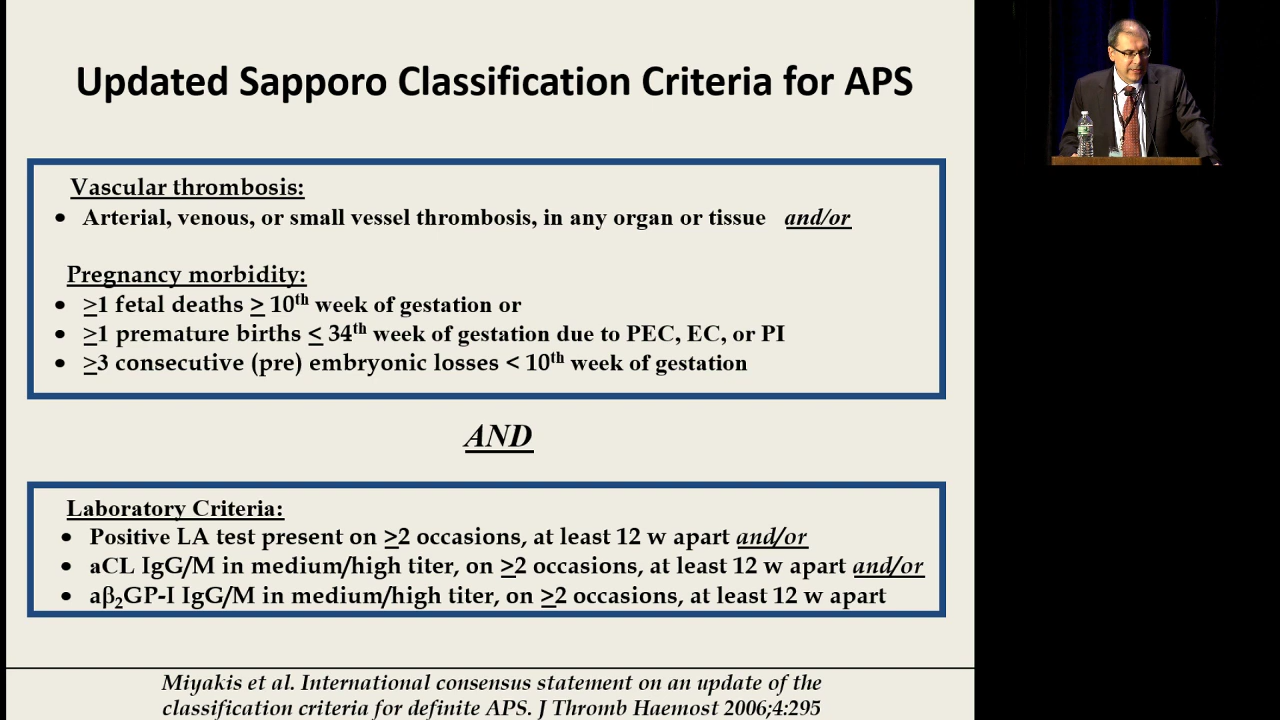 Updated Sapporo Classification Criteria for APS
Vascular thrombosis:
• Arterial, venous, or small vessel thrombosis, in any organ or tissue and/or
Pregnancy morbidity:
• ≥1 fetal deaths ≥ 10th week of gestation or
• ≥1 premature births ≤ 34th week of gestation due to PEC, EC, or PI
• ≥3 consecutive (pre) embryonic losses < 10th week of gestation
AND
Laboratory Criteria:
• Positive LA test present on ≥2 occasions, at least 12 w apart and/or
• aCL IgG/M in medium/high titer, on ≥2 occasions, at least 12 w apart and/or
• aβ₂GP-I IgG/M in medium/high titer, on ≥2 occasions, at least 12 w apart
Miyakis et al. International consensus statement on an update of the
classification criteria for definite APS. J Thromb Haemost 2006;4:295